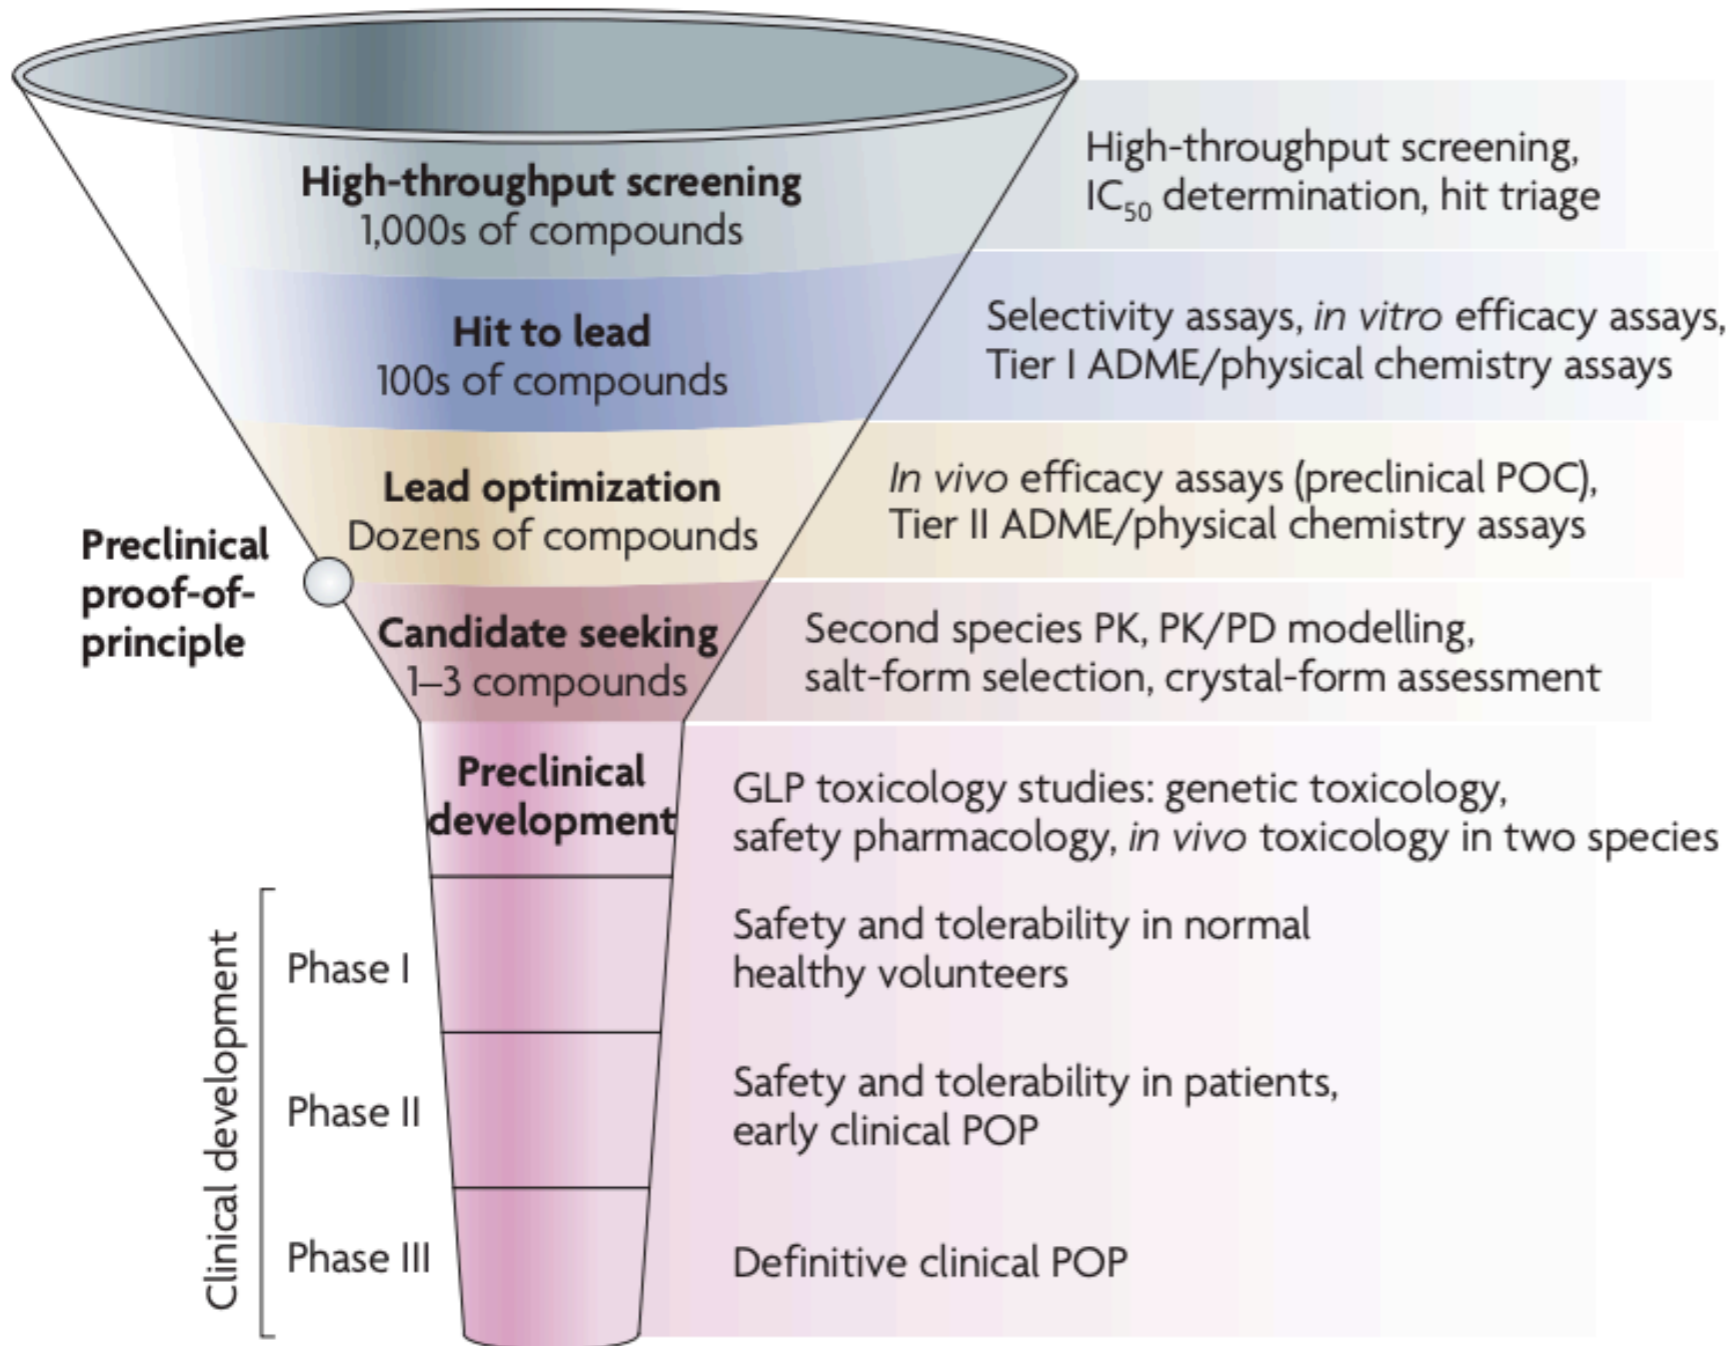 High-throughput screening
1,000s of compounds
High-throughput screening,
IC50 determination, hit triage
Hit to lead
100s of compounds
Selectivity assays, in vitro efficacy assays,
Tier I ADME/physical chemistry assays
Lead optimization
Dozens of compounds
In vivo efficacy assays (preclinical POC),
Tier II ADME/physical chemistry assays
Preclinical
proof-of-
principle
Candidate seeking
1–3 compounds
Second species PK, PK/PD modelling,
salt-form selection, crystal-form assessment
Preclinical
development
GLP toxicology studies: genetic toxicology,
safety pharmacology, in vivo toxicology in two species
Clinical development
Phase I
Safety and tolerability in normal
healthy volunteers
Phase II
Safety and tolerability in patients,
early clinical POP
Phase III
Definitive clinical POP